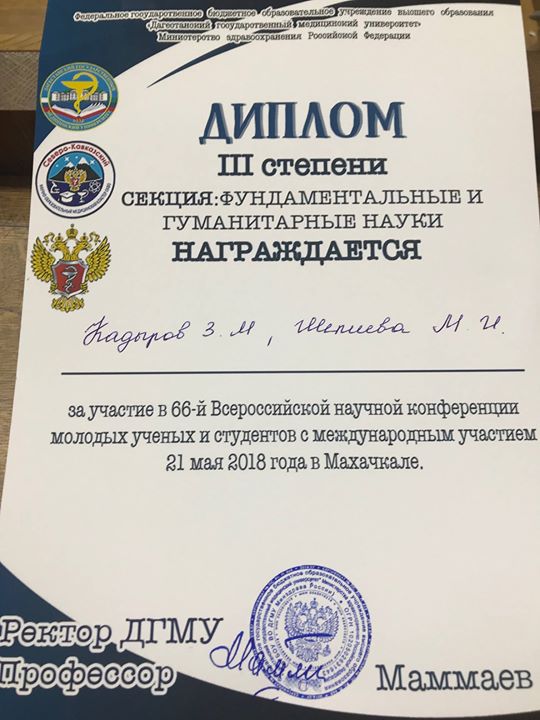 Федеральное государственное бюджетное образовательное учреждение высшего образования
«Дагестанский государственный медицинский университет»
Министерство здравоохранения Российской Федерации
ДИПЛОМ
III степени
СЕКЦИЯ:ФУНДАМЕНТАЛЬНЫЕ И
ГУМАНИТАРНЫЕ НАУКИ
НАГРАЖДАЕТСЯ
Кадыров З. М, Шепиева М. И.
за участие в 66-й Всероссийской научной конференции
молодых ученых и студентов с международным участием
21 мая 2018 года в Махачкале.
Ректор ДГМУ
Профессор Маммаев
Северо-Кавказский